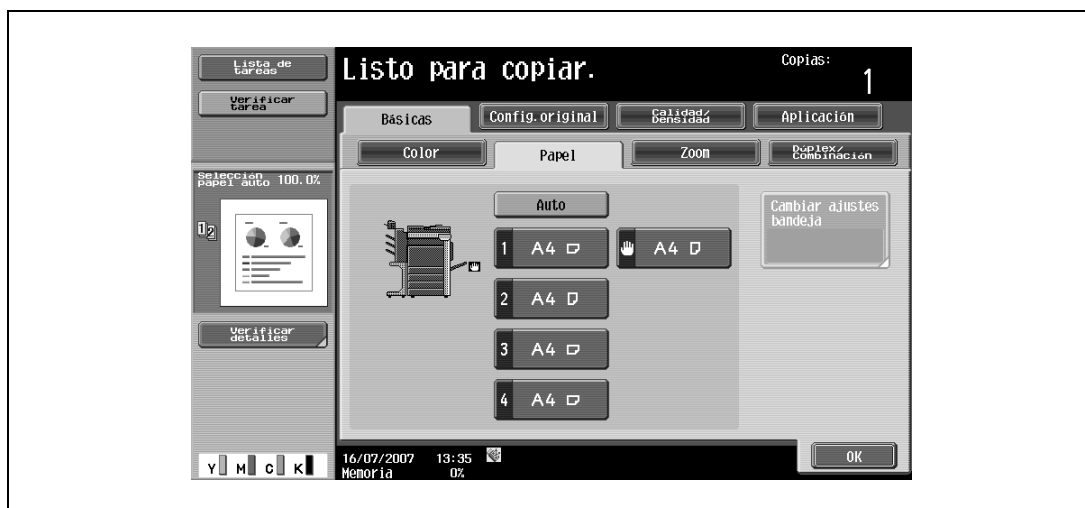 Lista de
tareas
Verificar
tarea
Selección
papel auto 100.0%
1 2
Verificar
detalles
Y M C K
Listo para copiar.
Copias:
1
Básicas
Config.original
Calidad/
Densidad
Aplicación
Color
Papel
Zoom
Dúplex/
Combinación
Auto
1 A4
A4
2 A4
3 A4
4 A4
Cambiar ajustes
bandeja
16/07/2007 13:35
Memoria 0%
OK